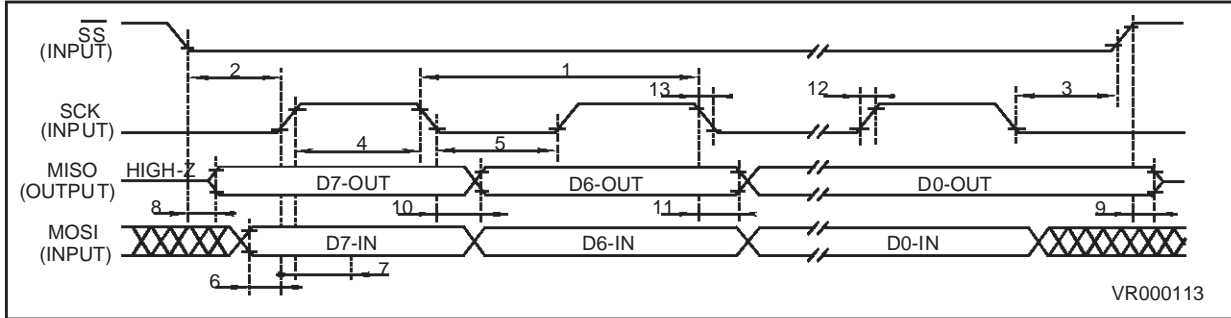 SS
(INPUT)
2
1
13
12
3
SCK
(INPUT)
4
5
MISO
(OUTPUT)
HIGH-Z
D7-OUT
D6-OUT
D0-OUT
8
10
11
9
MOSI
(INPUT)
D7-IN
D6-IN
D0-IN
7
6
VR000113